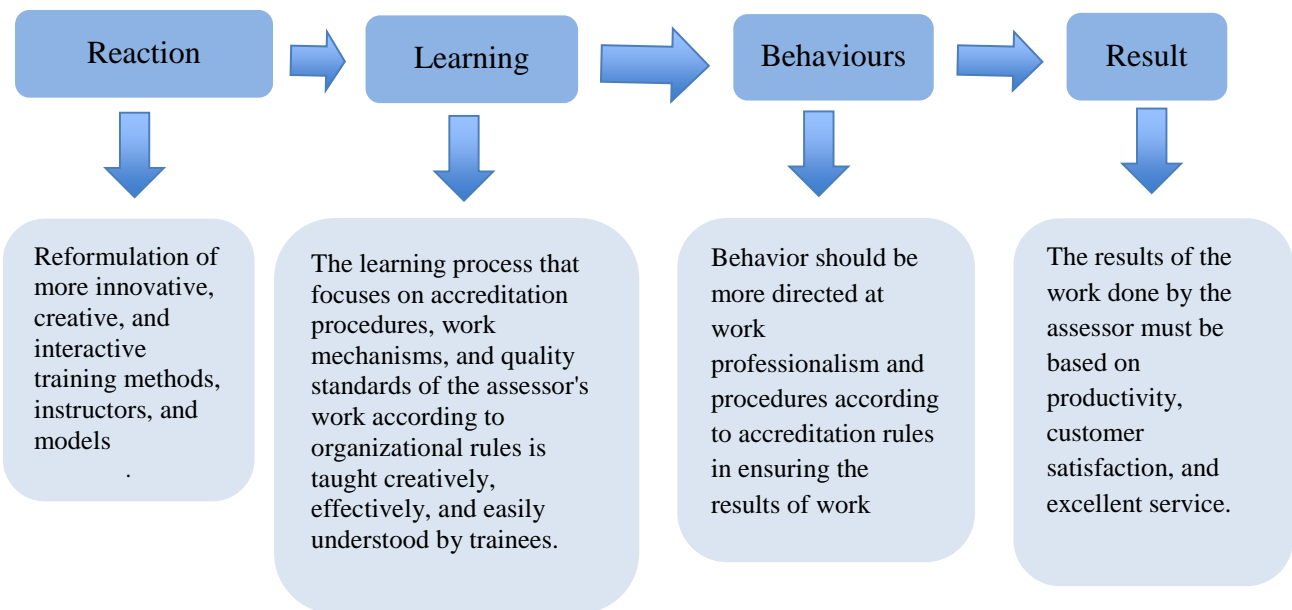 Reaction
Learning
Behaviours
Result
Reformulation of
more innovative,
creative, and
interactive
training methods,
instructors, and
models
.
The learning process that
focuses on accreditation
procedures, work
mechanisms, and quality
standards of the assessor's
work according to
organizational rules is
taught creatively,
effectively, and easily
understood by trainees.
Behavior should be
more directed at
work
professionalism and
procedures according
to accreditation rules
in ensuring the
results of work
The results of the
work done by the
assessor must be
based on
productivity,
customer
satisfaction, and
excellent service.